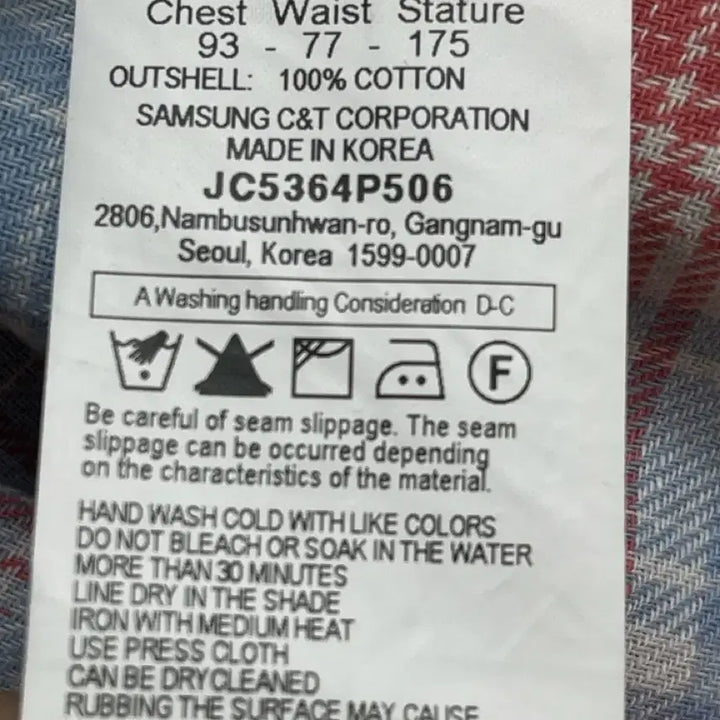 Chest Waist Stature
93 - 77 - 175
OUTSHELL: 100% COTTON
SAMSUNG C&T CORPORATION
MADE IN KOREA
JC5364P506
2806,Nambusunhwan-ro, Gangnam-gu
Seoul, Korea 1599-0007
A Washing handling Consideration D-C
F
Be careful of seam slippage. The seam
slippage can be occurred depending
on the characteristics of the material.
HAND WASH COLD WITH LIKE COLORS
DO NOT BLEACH OR SOAK IN THE WATER
MORE THAN 30 MINUTES
LINE DRY IN THE SHADE
IRON WITH MEDIUM HEAT
USE PRESS CLOTH
CAN BE DRYCLEANED
RUBBING THE SURFACE MAY CAUSE